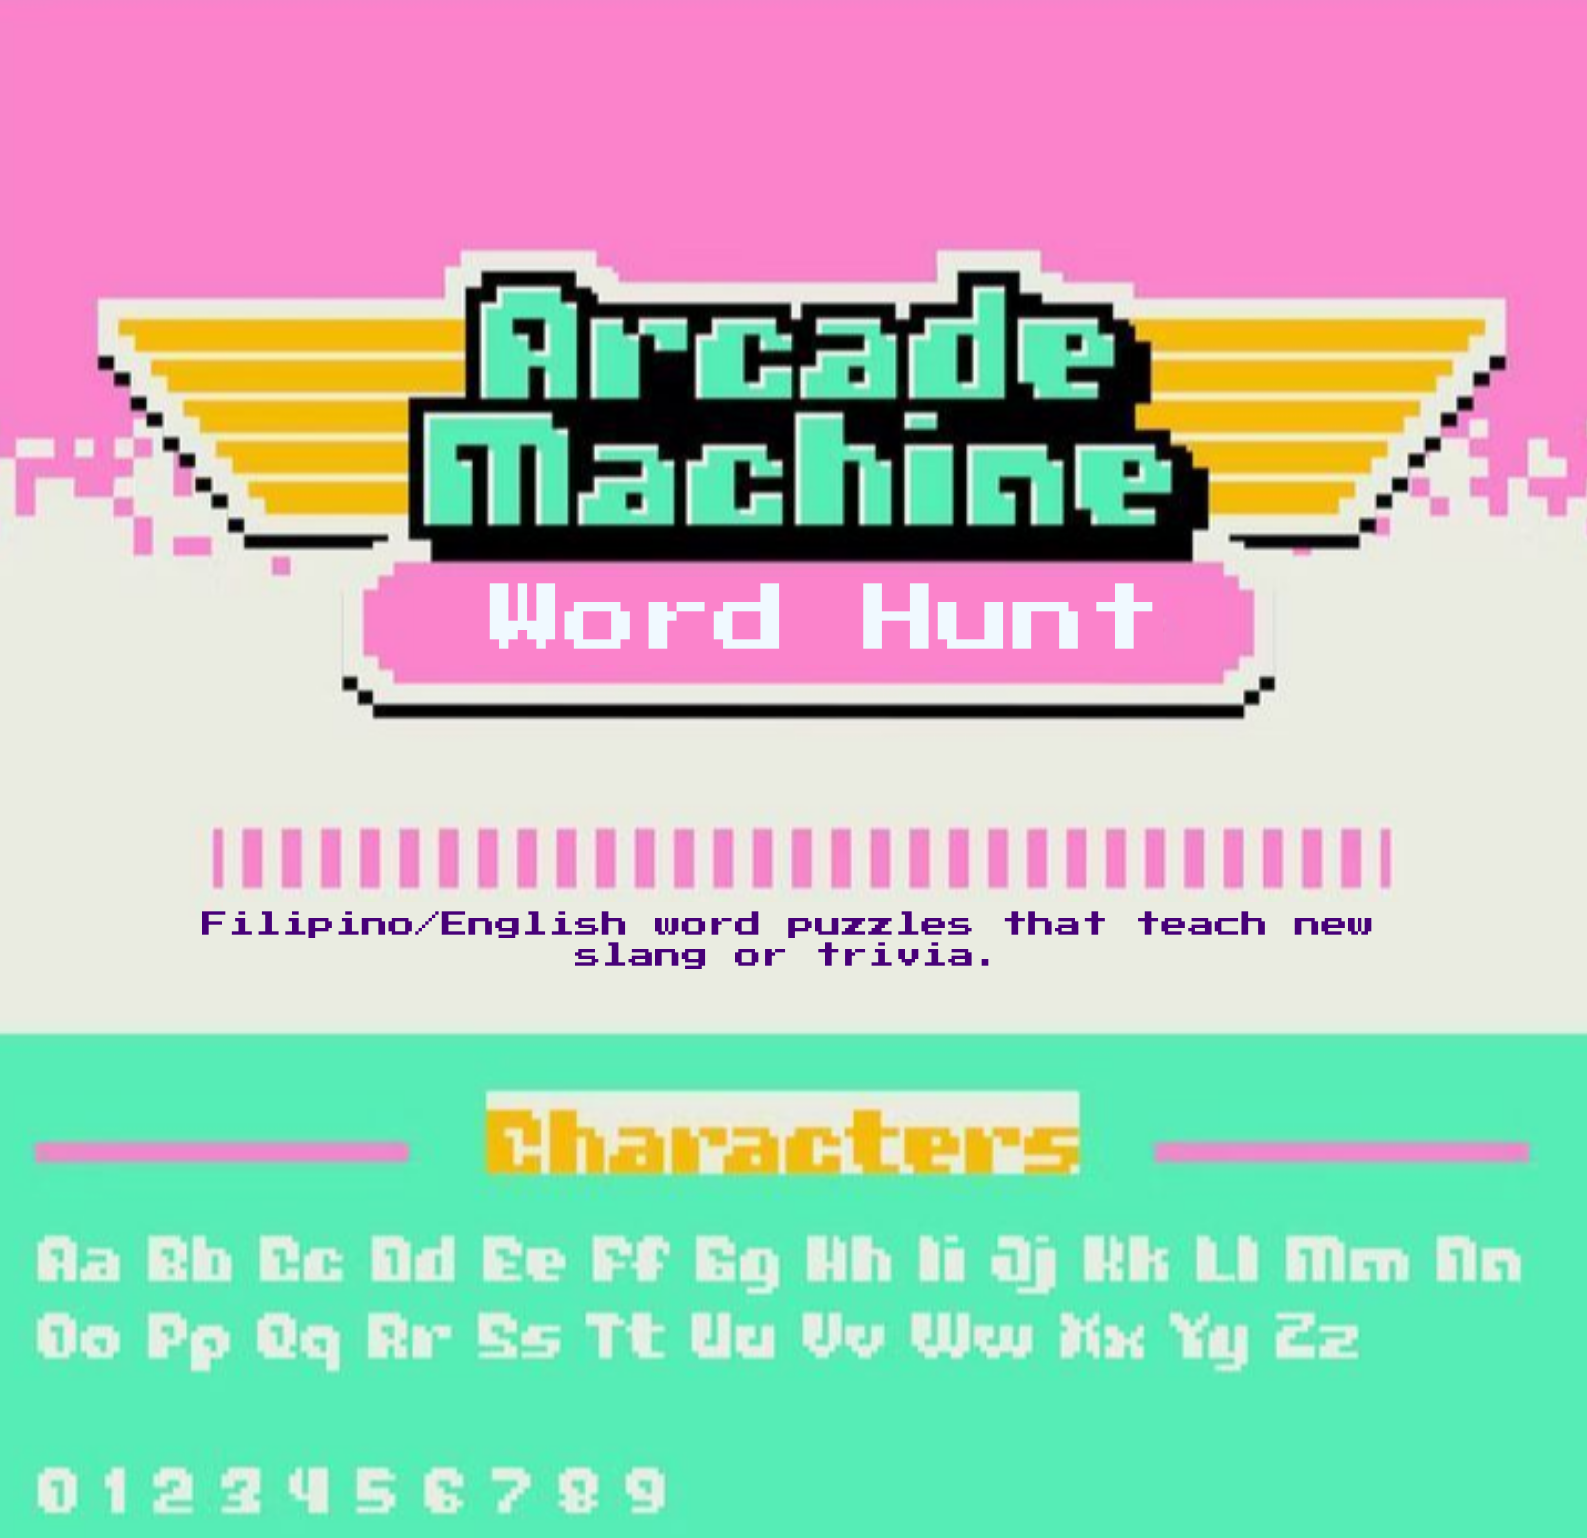 Arcade
Machine
Word Hunt
Filipino/English word puzzles that teach new
slang or trivia.
Characters
Aa Bb Cc Dd Ee Ff Gg Hh Ii Jj Kk Ll Mm Nn
Oo Pp Qq Rr Ss Tt Uu Vv Ww Xx Yy Zz
0 1 2 3 4 5 6 7 8 9